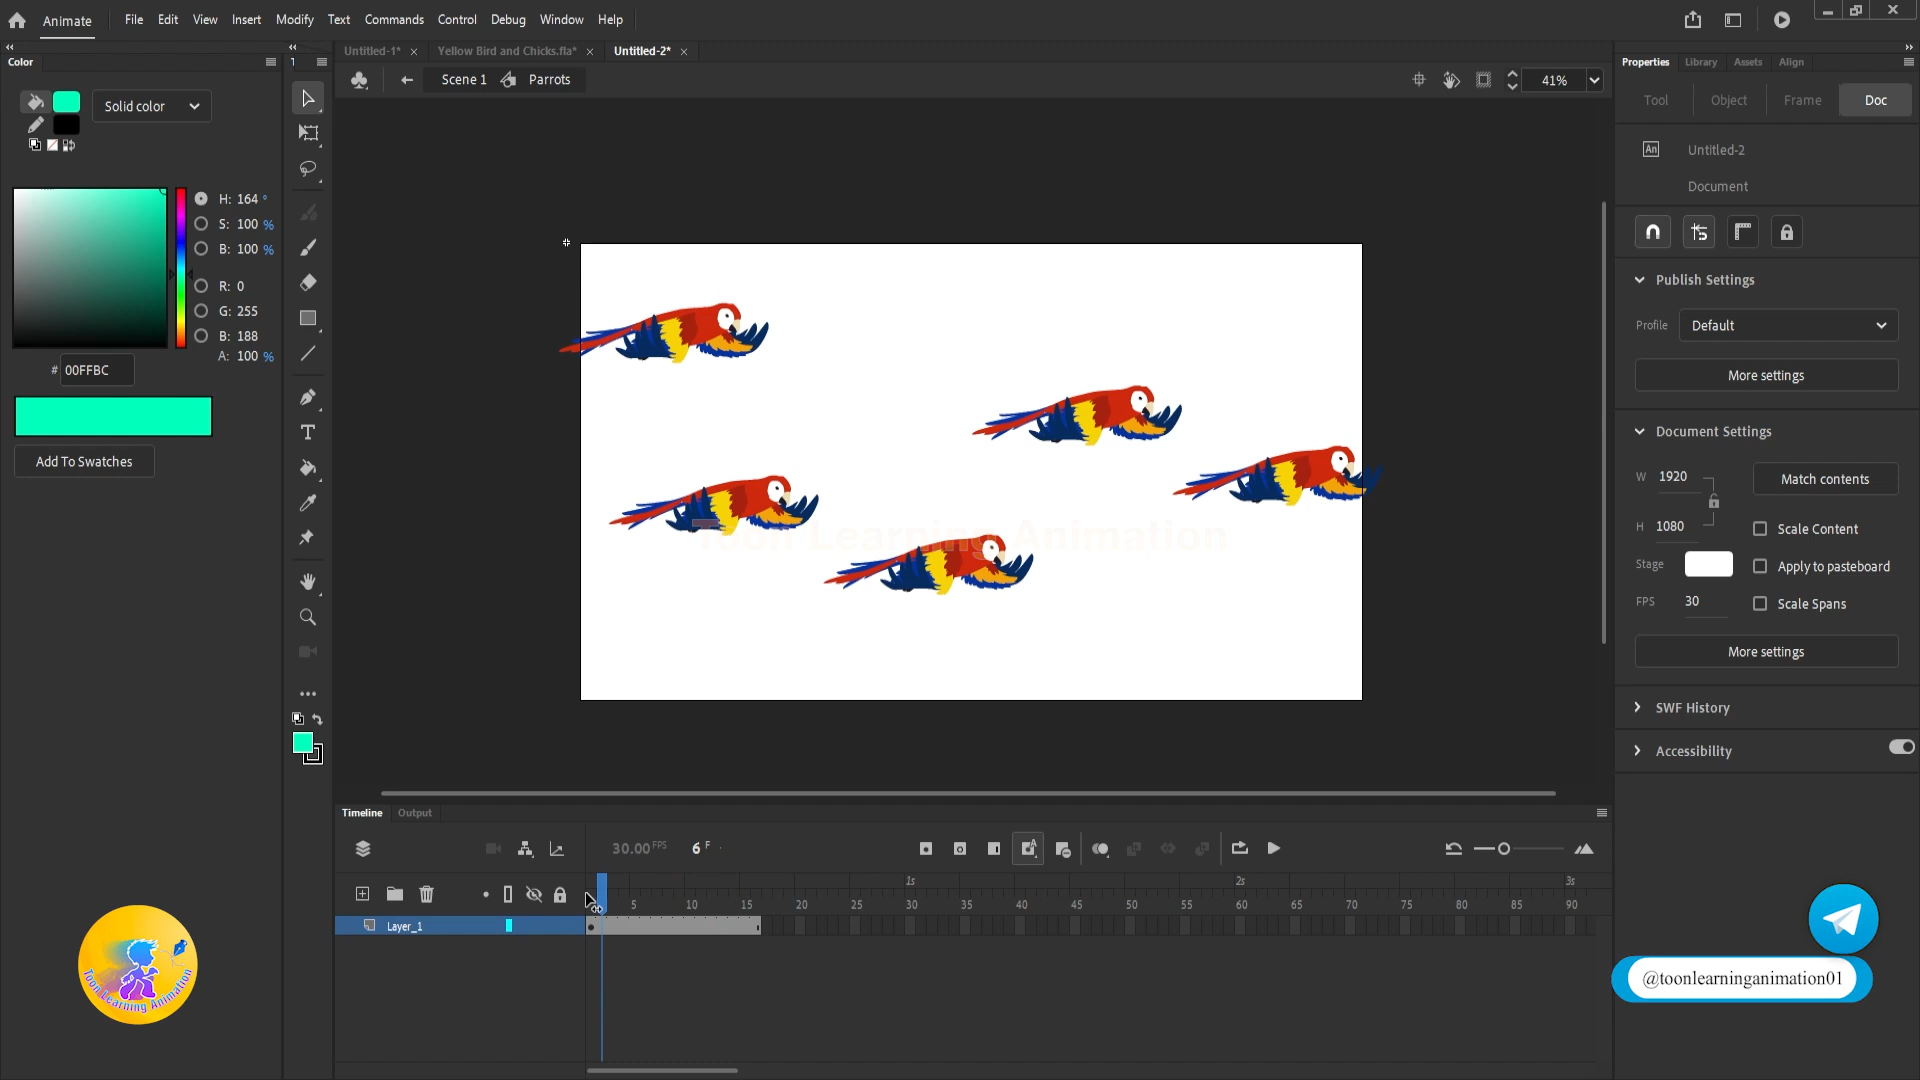 Animate File Edit View Insert Modify Text Commands Control Debug Window Help
Untitled-1* Yellow Bird and Chicks.fla* Untitled-2*
Color
Scene 1 Parrots 41%
Solid color
H: 164 °
S: 100 %
B: 100 %
R: 0
G: 255
B: 188
A: 100 %
# 00FFBC
Add To Swatches
Toon Learning Animation
Properties Library Assets Align
Tool Object Frame Doc
An Untitled-2
Document
Publish Settings
Profile Default
More settings
Document Settings
W 1920 Match contents
H 1080 Scale Content
Stage Apply to pasteboard
FPS 30 Scale Spans
More settings
SWF History
Accessibility
Timeline Output
30.00 FPS 6 F
1s 2s 3s
5 10 15 20 25 30 35 40 45 50 55 60 65 70 75 80 85 90
Layer_1
Toon Learning Animation
@toonlearninganimation01